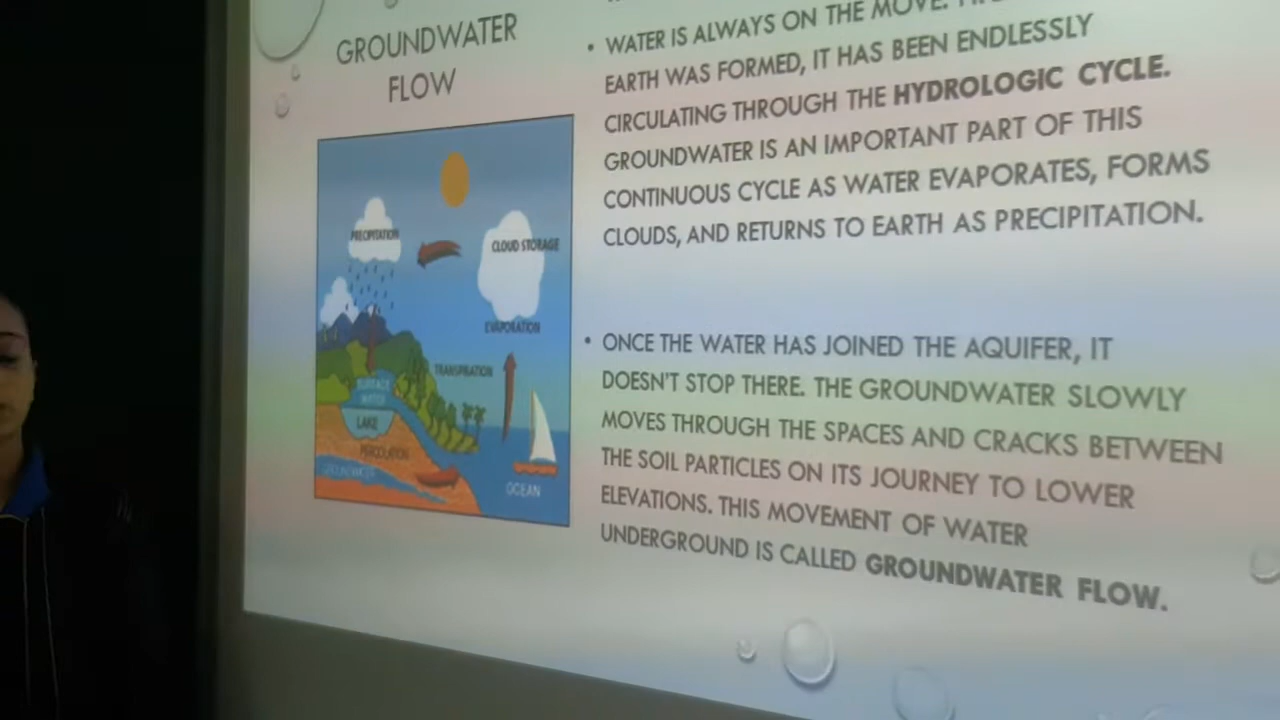 GROUNDWATER
FLOW
• WATER IS ALWAYS ON THE MOVE.
EARTH WAS FORMED, IT HAS BEEN ENDLESSLY
CIRCULATING THROUGH THE HYDROLOGIC CYCLE.
GROUNDWATER IS AN IMPORTANT PART OF THIS
CONTINUOUS CYCLE AS WATER EVAPORATES, FORMS
CLOUDS, AND RETURNS TO EARTH AS PRECIPITATION.
• ONCE THE WATER HAS JOINED THE AQUIFER, IT
DOESN'T STOP THERE. THE GROUNDWATER SLOWLY
MOVES THROUGH THE SPACES AND CRACKS BETWEEN
THE SOIL PARTICLES ON ITS JOURNEY TO LOWER
ELEVATIONS. THIS MOVEMENT OF WATER
UNDERGROUND IS CALLED GROUNDWATER FLOW.
PRECIPITATION
CLOUD STORAGE
EVAPORATION
TRANSPIRATION
SURFACE
WATER
LAKE
PERCOLATION
GROUNDWATER
OCEAN